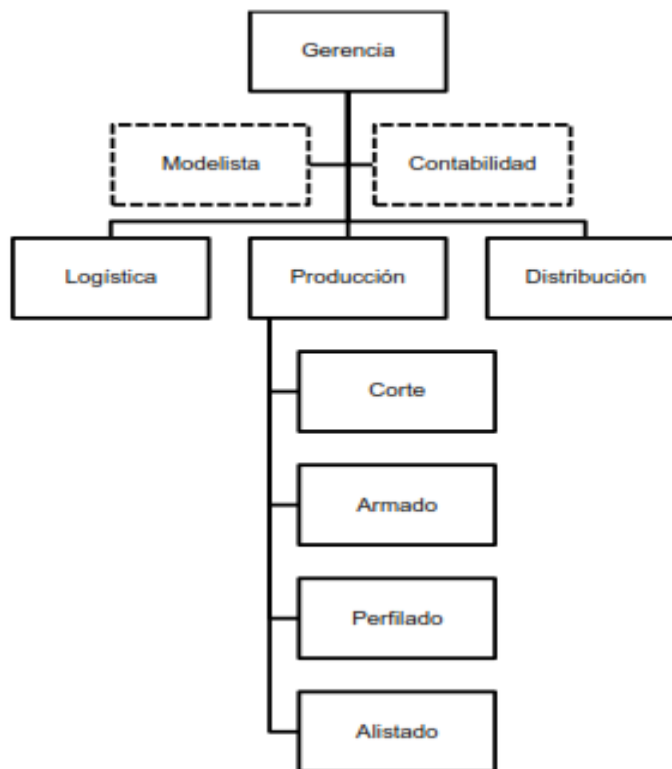 Gerencia
Modelista
Contabilidad
Logística
Producción
Distribución
Corte
Armado
Perfilado
Alistado